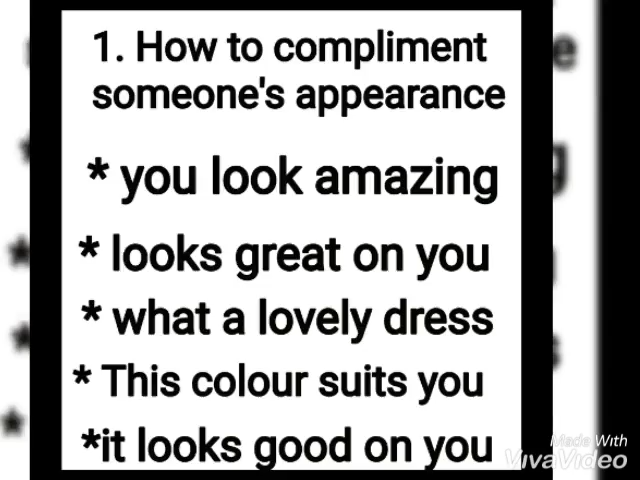 1. How to compliment
someone's appearance
* you look amazing
* looks great on you
* what a lovely dress
* This colour suits you
*it looks good on you
Made With
VivaVideo